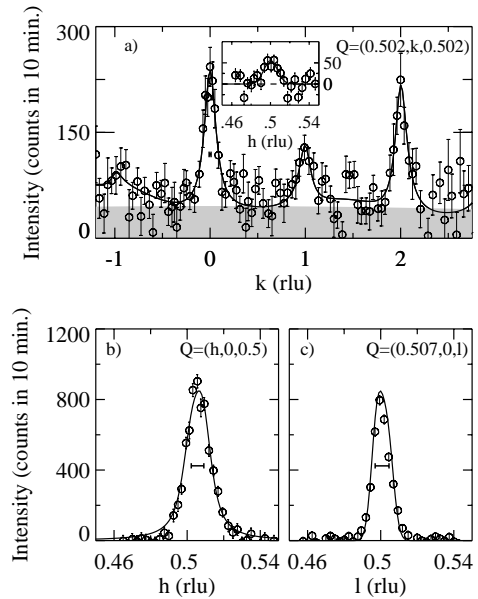 300
150
0
Intensity (counts in 10 min.)
a)
Q=(0.502,k,0.502)
50
0
.46
.5
.54
h (rlu)
-1
0
1
2
k (rlu)
1200
800
400
0
Intensity (counts in 10 min.)
b)
Q=(h,0,0.5)
c)
Q=(0.507,0,l)
0.46
0.5
0.54
0.46
0.5
0.54
h (rlu)
l (rlu)